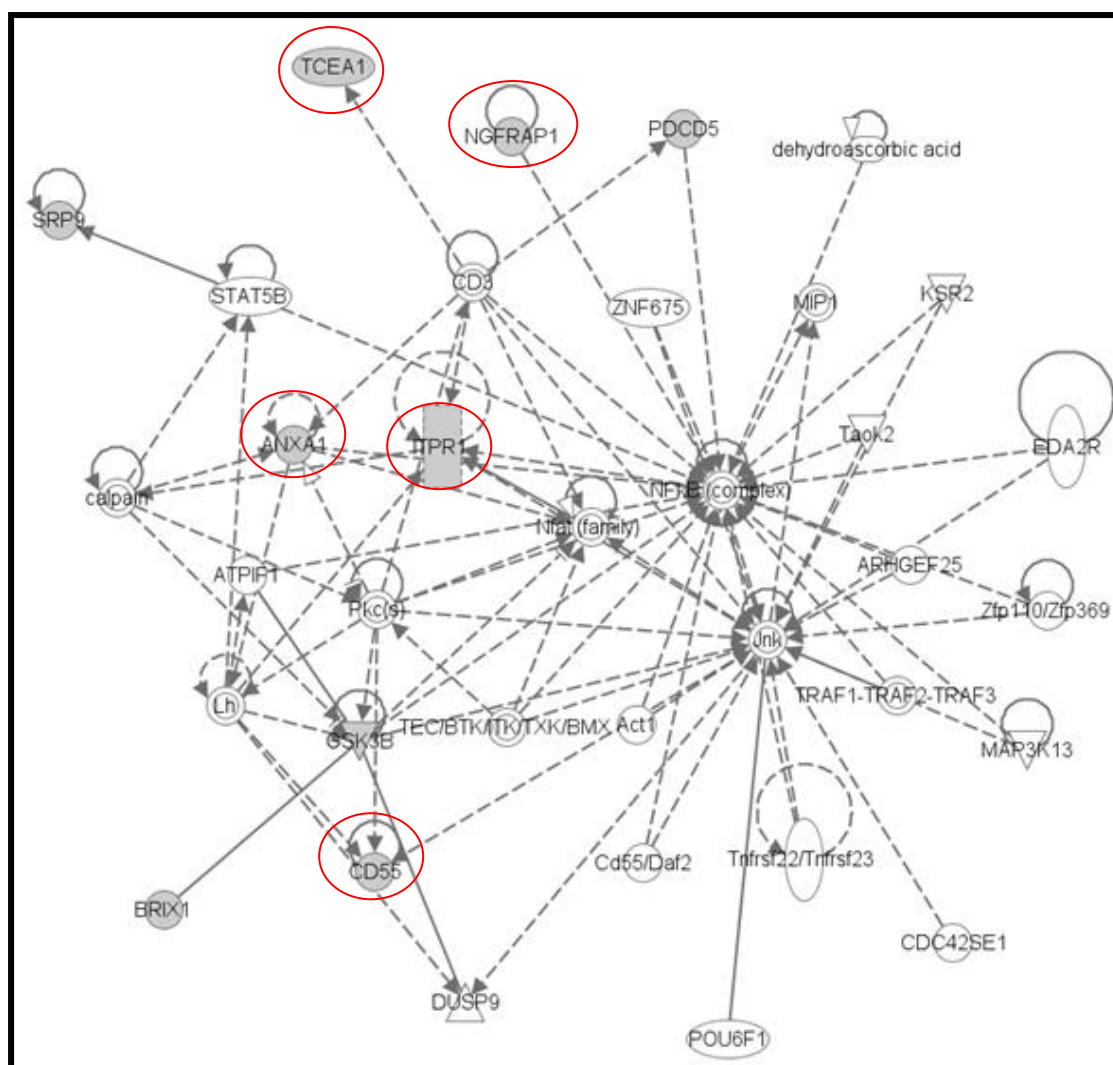 TCEA1
NGFRAP1
PDCD5
dehydroascorbic acid
SRP9
STAT5B
CD3
ZNF675
MIP1
KSR2
ANXA1
ITPR1
Taok2
EDA2R
calpain
NFkB (complex)
Nfat (family)
ATPIF1
Pkc(s)
ARHGEF25
Zfp110/Zfp369
Jnk
Lh
GSK3B
TEC/BTK/ITK/TXK/BMX
Act1
TRAF1-TRAF2-TRAF3
MAP3K13
CD55
Cd55/Daf2
Tnfrsf22/Tnfrsf23
BRIX1
CDC42SE1
DUSP9
POU6F1